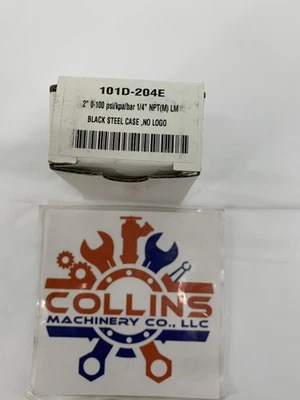 101D-204E
2" 0-100 psi/kpa/bar 1/4" NPT(M) LM
BLACK STEEL CASE ,NO LOGO
COLLINS
MACHINERY CO., LLC